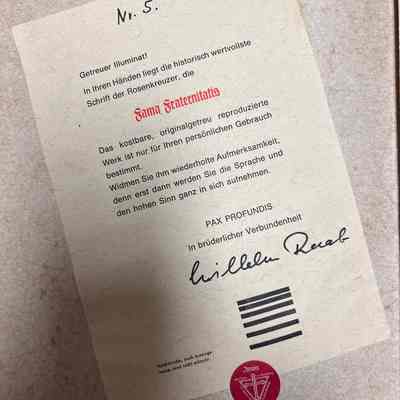 Nr. 5.
Getreuer Illuminat!
In Ihren Händen liegt die historisch wertvollste
Schrift der Rosenkreuzer, die
Fama Fraternitatis
Das kostbare, originalgetreu reproduzierte
Werk ist nur für Ihren persönlichen Gebrauch
bestimmt.
Widmen Sie ihm wiederholte Aufmerksamkeit;
denn erst dann werden Sie die Sprache und
den hohen Sinn ganz in sich aufnehmen.
PAX PROFUNDIS
In brüderlicher Verbundenheit
Wilhelm Raab